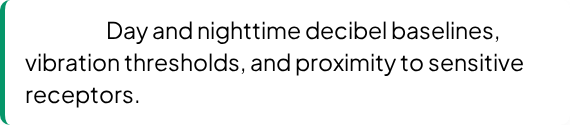 Day and nighttime decibel baselines,
vibration thresholds, and proximity to sensitive
receptors.